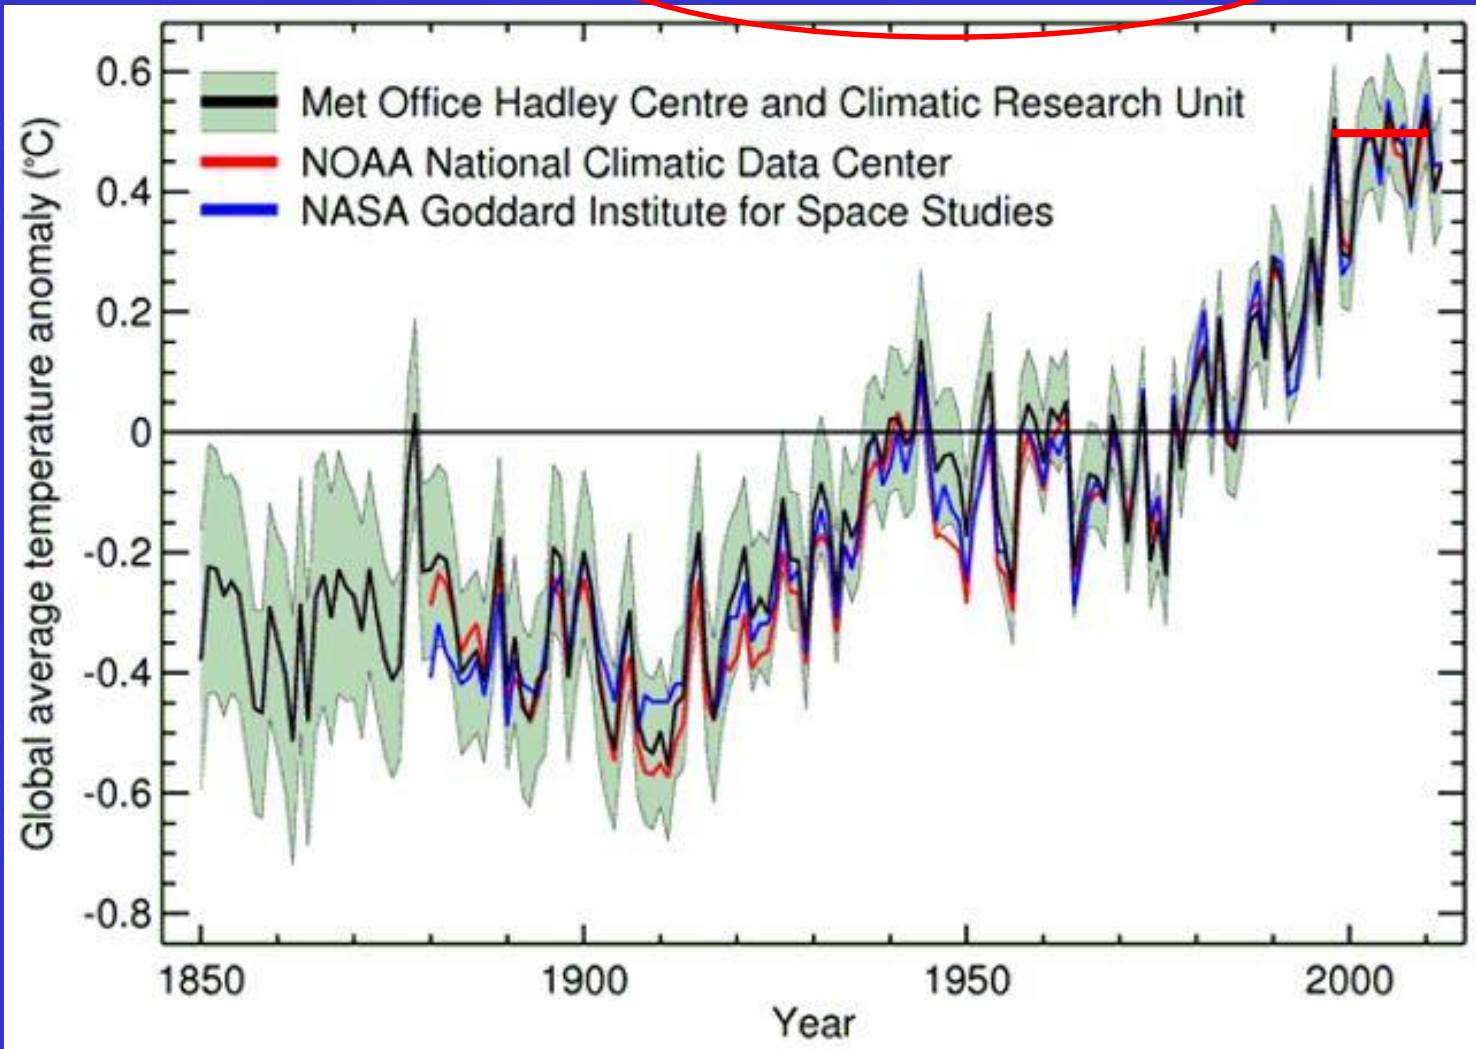 Met Office Hadley Centre and Climatic Research Unit
NOAA National Climatic Data Center
NASA Goddard Institute for Space Studies
Global average temperature anomaly (°C)
0.6
0.4
0.2
0
-0.2
-0.4
-0.6
-0.8
1850 1900 1950 2000
Year